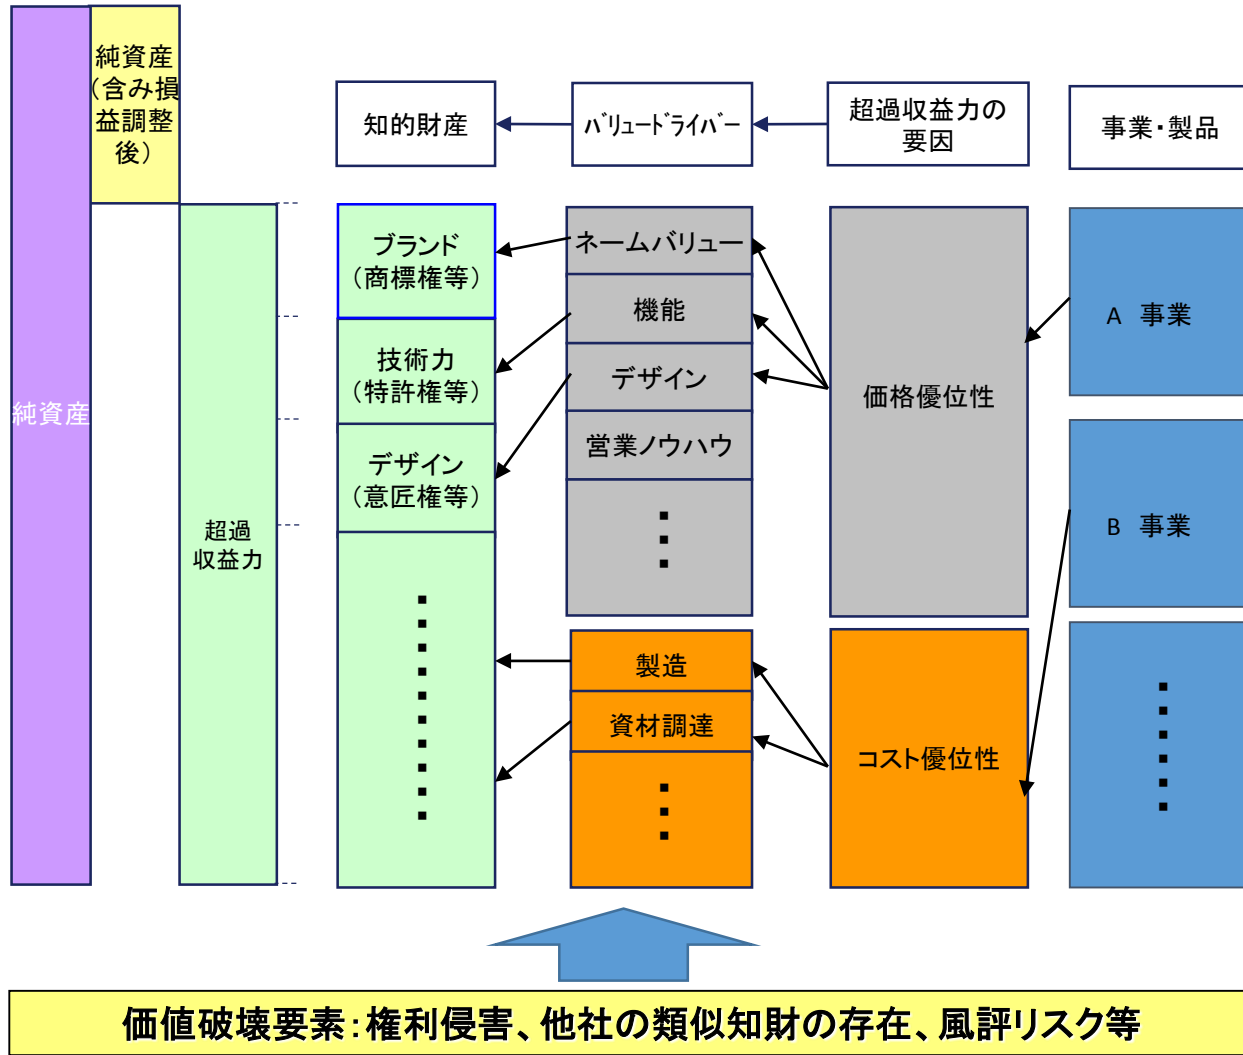 純資産
（含み損
益調整
後）
知的財産
ﾊﾞﾘｭｰﾄﾞﾗｲﾊﾞｰ
超過収益力の
要因
事業・製品
純資産
超過
収益力
ブランド
（商標権等）
技術力
（特許権等）
デザイン
（意匠権等）
ネームバリュー
機能
デザイン
営業ノウハウ
製造
資材調達
価格優位性
コスト優位性
A 事業
B 事業
価値破壊要素：権利侵害、他社の類似知財の存在、風評リスク等